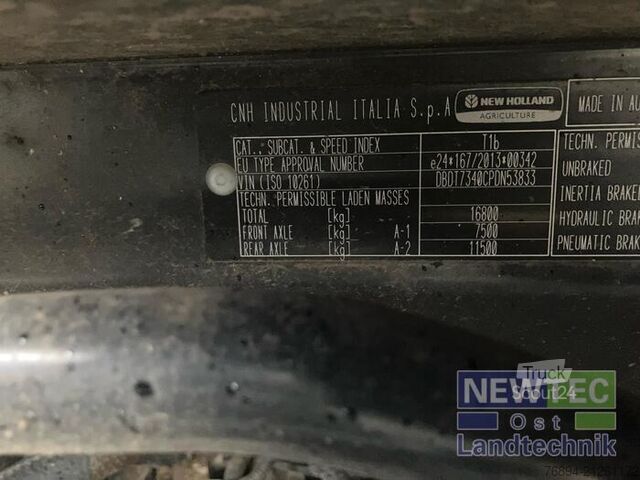 CNH INDUSTRIAL ITALIA S.p.A
NEW HOLLAND
AGRICULTURE
MADE IN AU
CAT., SUBCAT. & SPEED INDEX T1b
EU TYPE APPROVAL NUMBER e24*167/2013*00342
VIN (ISO 10261) DBDT7340CPDN53833
TECHN. PERMISSIBLE LADEN MASSES
TOTAL [kg] 16800
FRONT AXLE [kg] A-1 7500
REAR AXLE [kg] A-2 11500
TECHN. PERMIS
UNBRAKED
INERTIA BRAKE
HYDRAULIC BRA
PNEUMATIC BRAK
Truck
Scout24
NEWTEC
Ost
Landtechnik